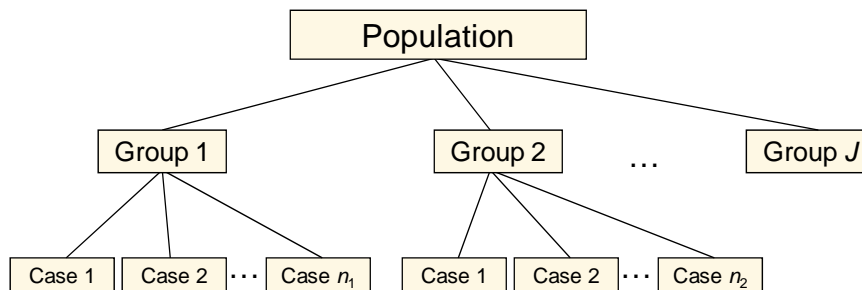 Population
Group 1 Group 2 … Group J
Case 1 Case 2 … Case n₁ Case 1 Case 2 … Case n₂